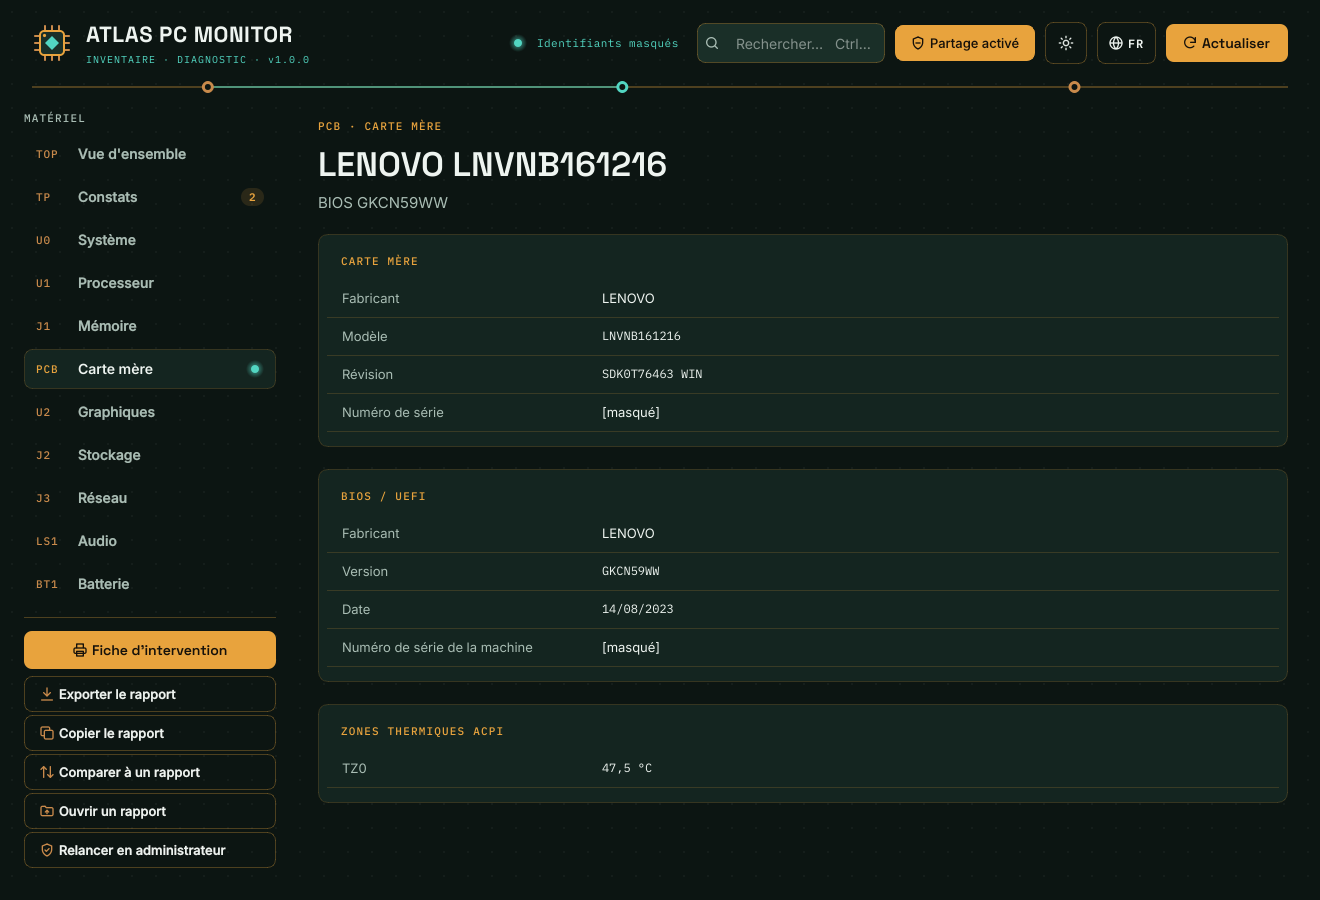 ATLAS PC MONITOR
INVENTAIRE · DIAGNOSTIC · v1.0.0
Identifiants masqués
Rechercher... Ctrl...
Partage activé
FR
Actualiser
MATÉRIEL
TOP Vue d'ensemble
TP Constats 2
U0 Système
U1 Processeur
J1 Mémoire
PCB Carte mère
U2 Graphiques
J2 Stockage
J3 Réseau
LS1 Audio
BT1 Batterie
Fiche d'intervention
Exporter le rapport
Copier le rapport
Comparer à un rapport
Ouvrir un rapport
Relancer en administrateur
PCB · CARTE MÈRE
LENOVO LNVNB161216
BIOS GKCN59WW
CARTE MÈRE
Fabricant LENOVO
Modèle LNVNB161216
Révision SDK0T76463 WIN
Numéro de série [masqué]
BIOS / UEFI
Fabricant LENOVO
Version GKCN59WW
Date 14/08/2023
Numéro de série de la machine [masqué]
ZONES THERMIQUES ACPI
TZ0 47,5 °C